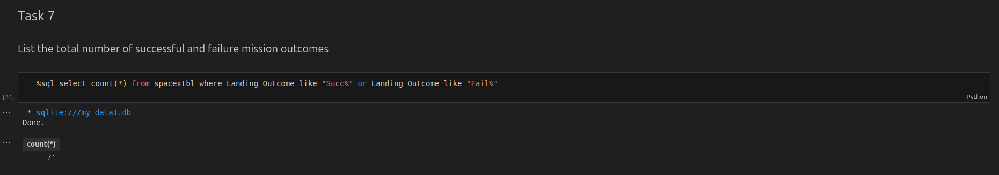 Task 7
List the total number of successful and failure mission outcomes
%sql select count(*) from spacextbl where Landing_Outcome like "Succ%" or Landing_Outcome like "Fail%"
[47]
Python
... * sqlite:///my_data1.db
Done.
... count(*)
71